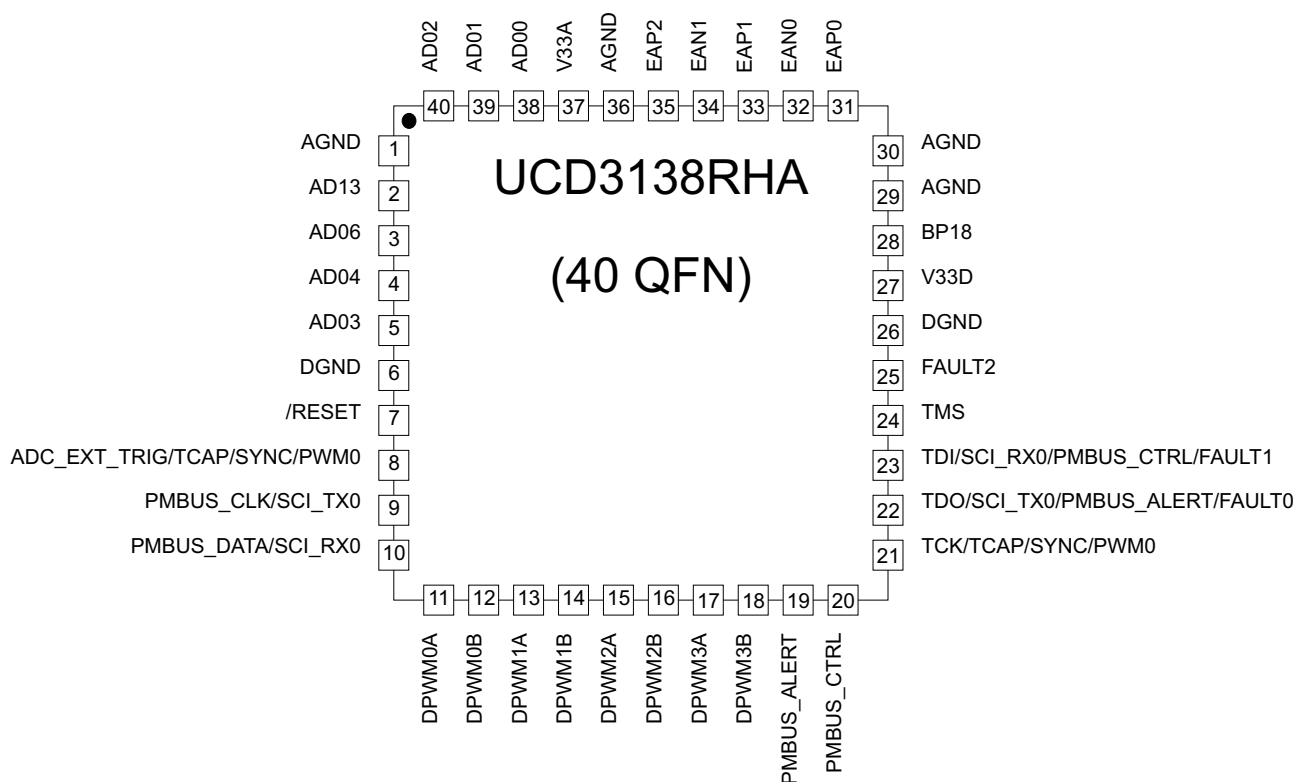 AD02
AD01
AD00
V33A
AGND
EAP2
EAN1
EAP1
EAN0
EAP0
40
39
38
37
36
35
34
33
32
31
UCD3138RHA
(40 QFN)
AGND 1
AD13 2
AD06 3
AD04 4
AD03 5
DGND 6
/RESET 7
ADC_EXT_TRIG/TCAP/SYNC/PWM0 8
PMBUS_CLK/SCI_TX0 9
PMBUS_DATA/SCI_RX0 10
30 AGND
29 AGND
28 BP18
27 V33D
26 DGND
25 FAULT2
24 TMS
23 TDI/SCI_RX0/PMBUS_CTRL/FAULT1
22 TDO/SCI_TX0/PMBUS_ALERT/FAULT0
21 TCK/TCAP/SYNC/PWM0
11
12
13
14
15
16
17
18
19
20
DPWM0A
DPWM0B
DPWM1A
DPWM1B
DPWM2A
DPWM2B
DPWM3A
DPWM3B
PMBUS_ALERT
PMBUS_CTRL